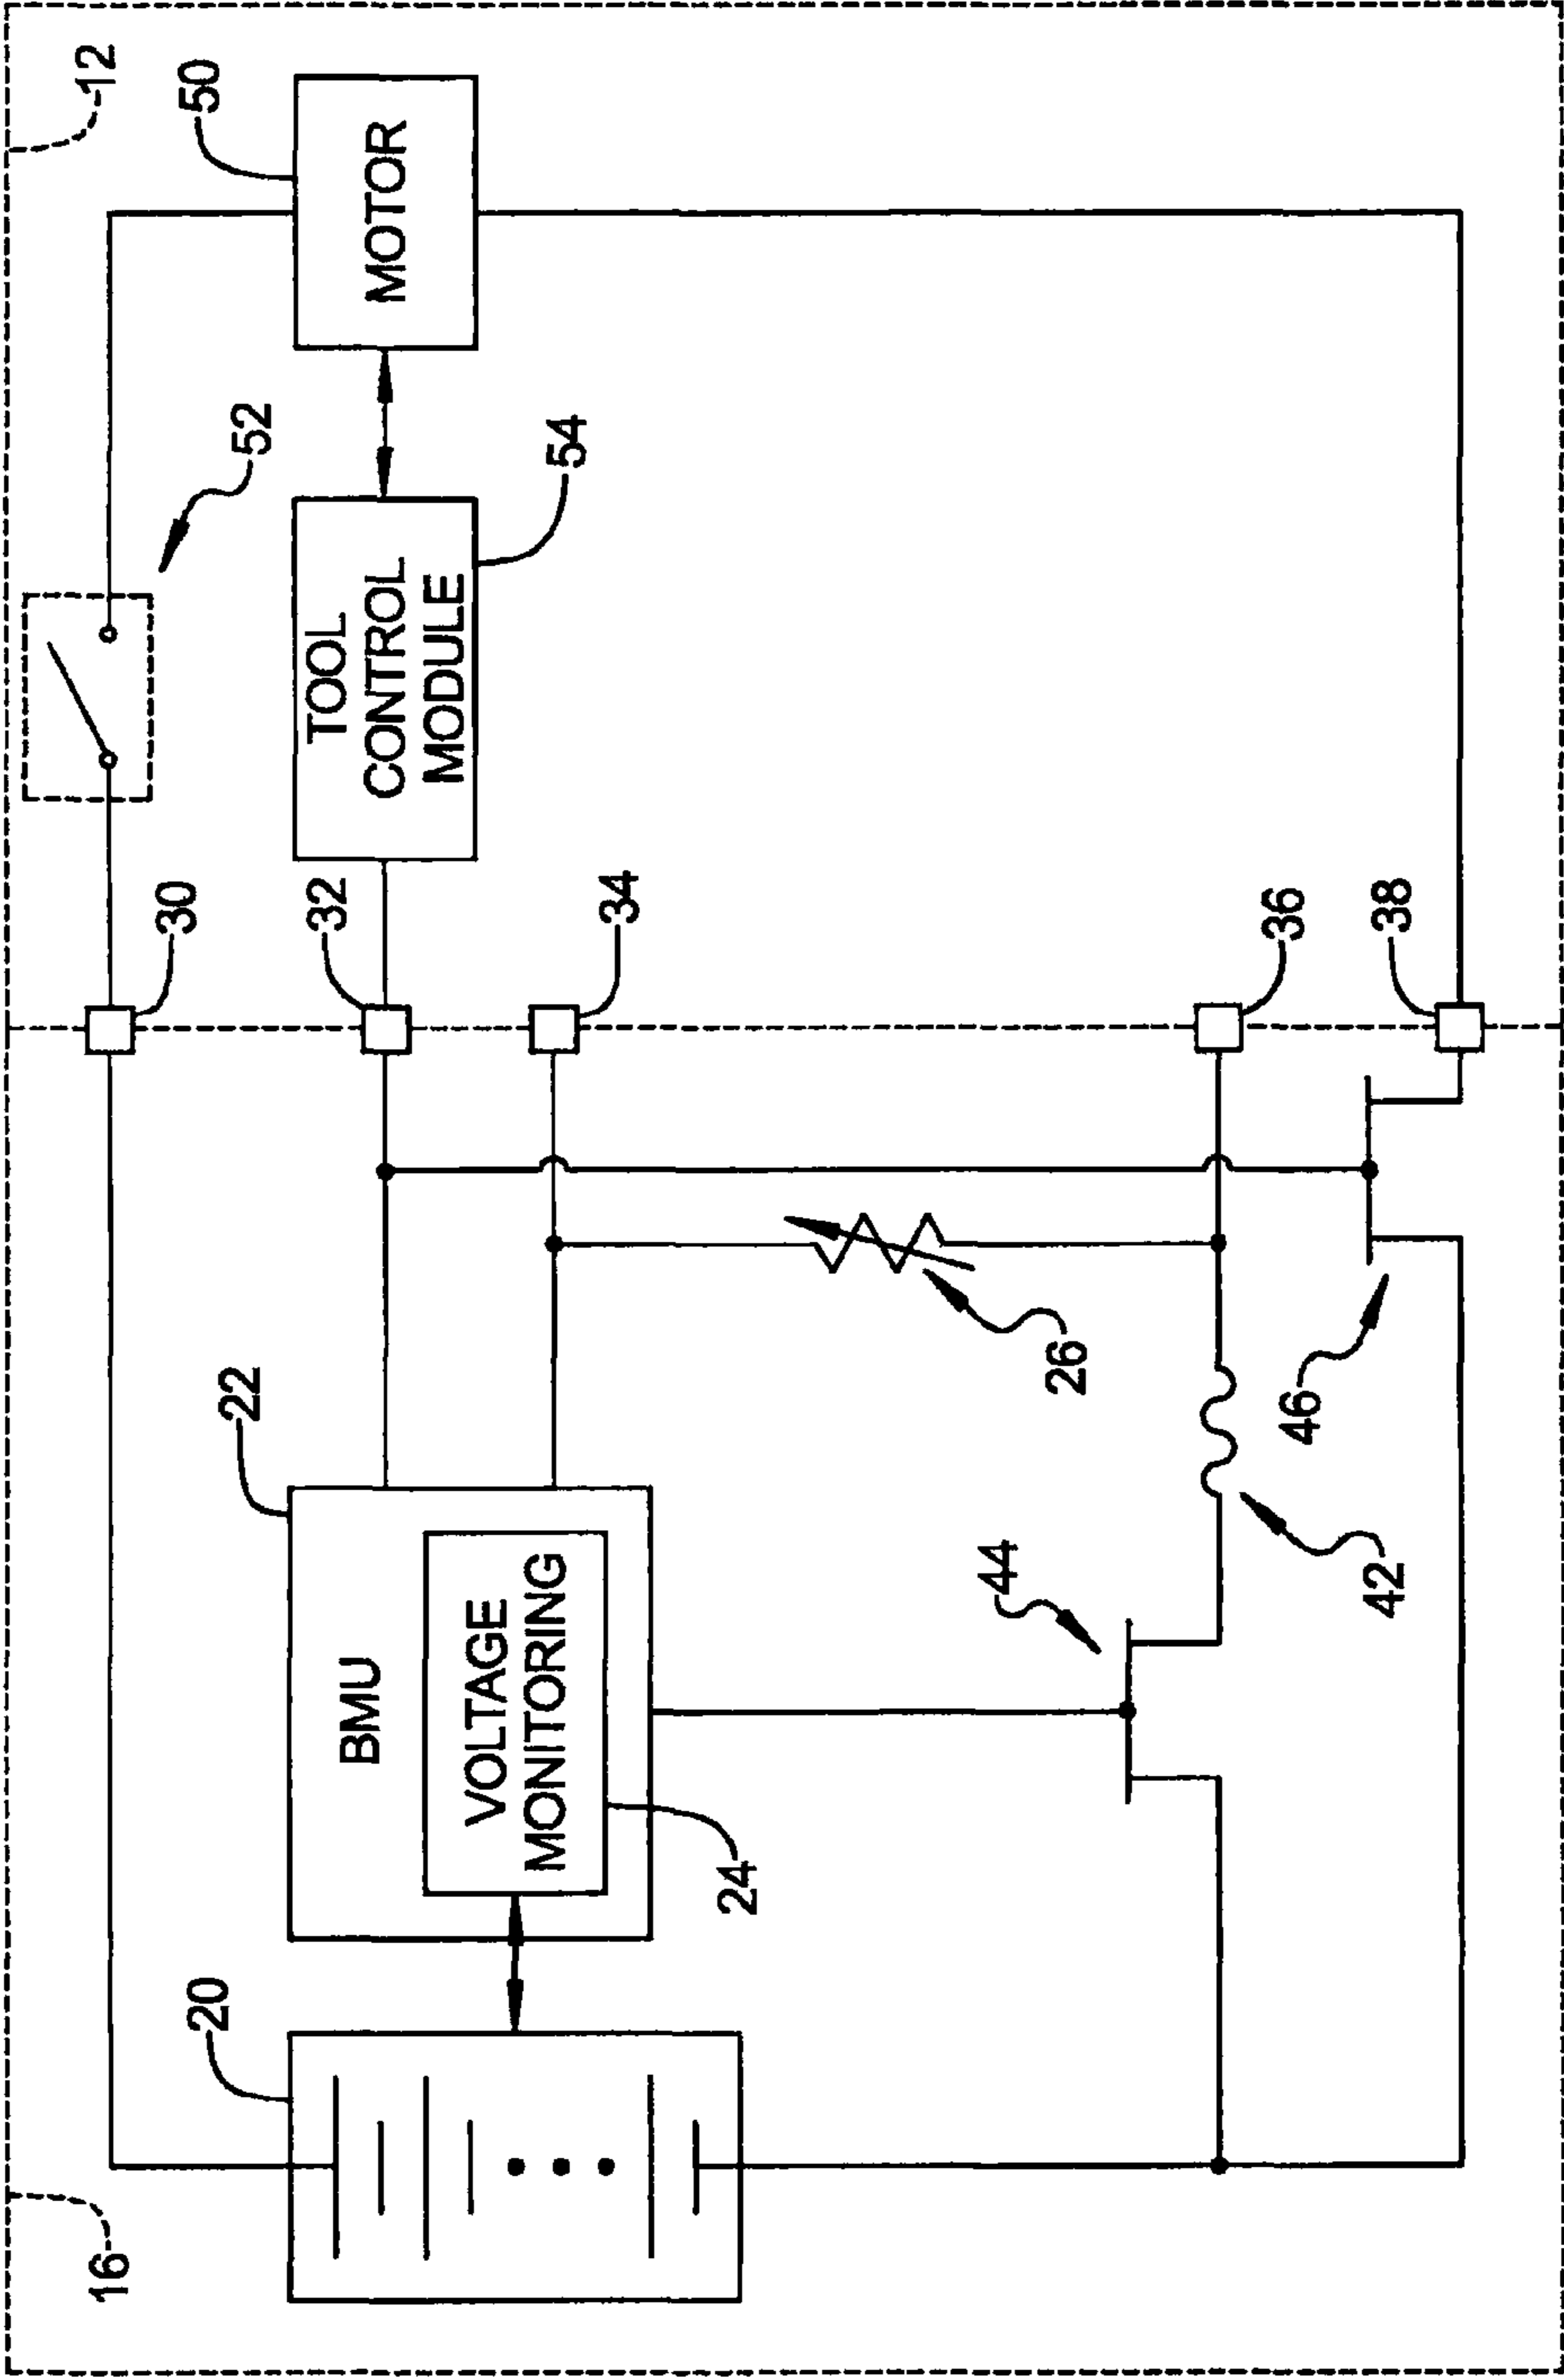 16
20
22
BMU
VOLTAGE
MONITORING
24
44
42
26
46
30
32
34
36
38
52
TOOL
CONTROL
MODULE
54
50
MOTOR
12